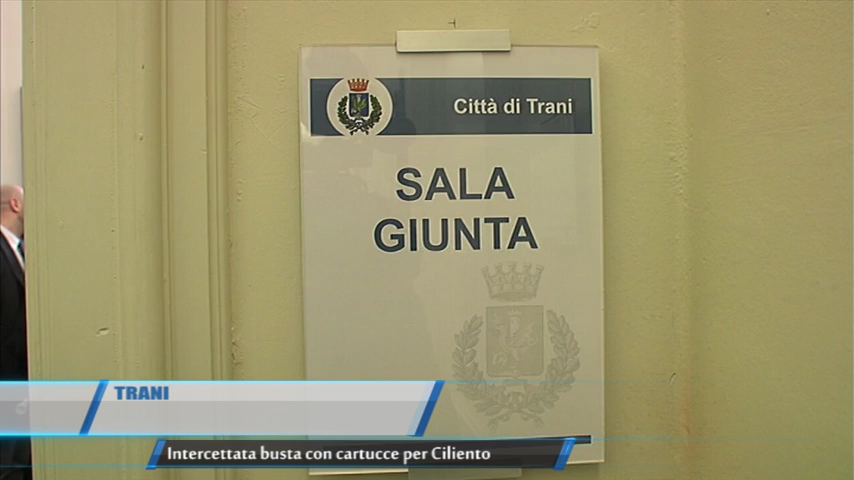 Città di Trani
SALA
GIUNTA
TRANI
Intercettata busta con cartucce per Ciliento